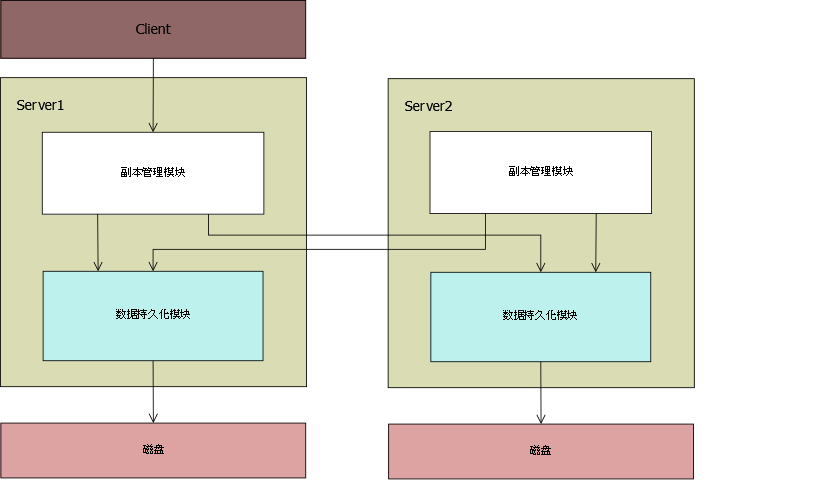 Client
Server1
Server2
副本管理模块
副本管理模块
数据持久化模块
数据持久化模块
磁盘
磁盘